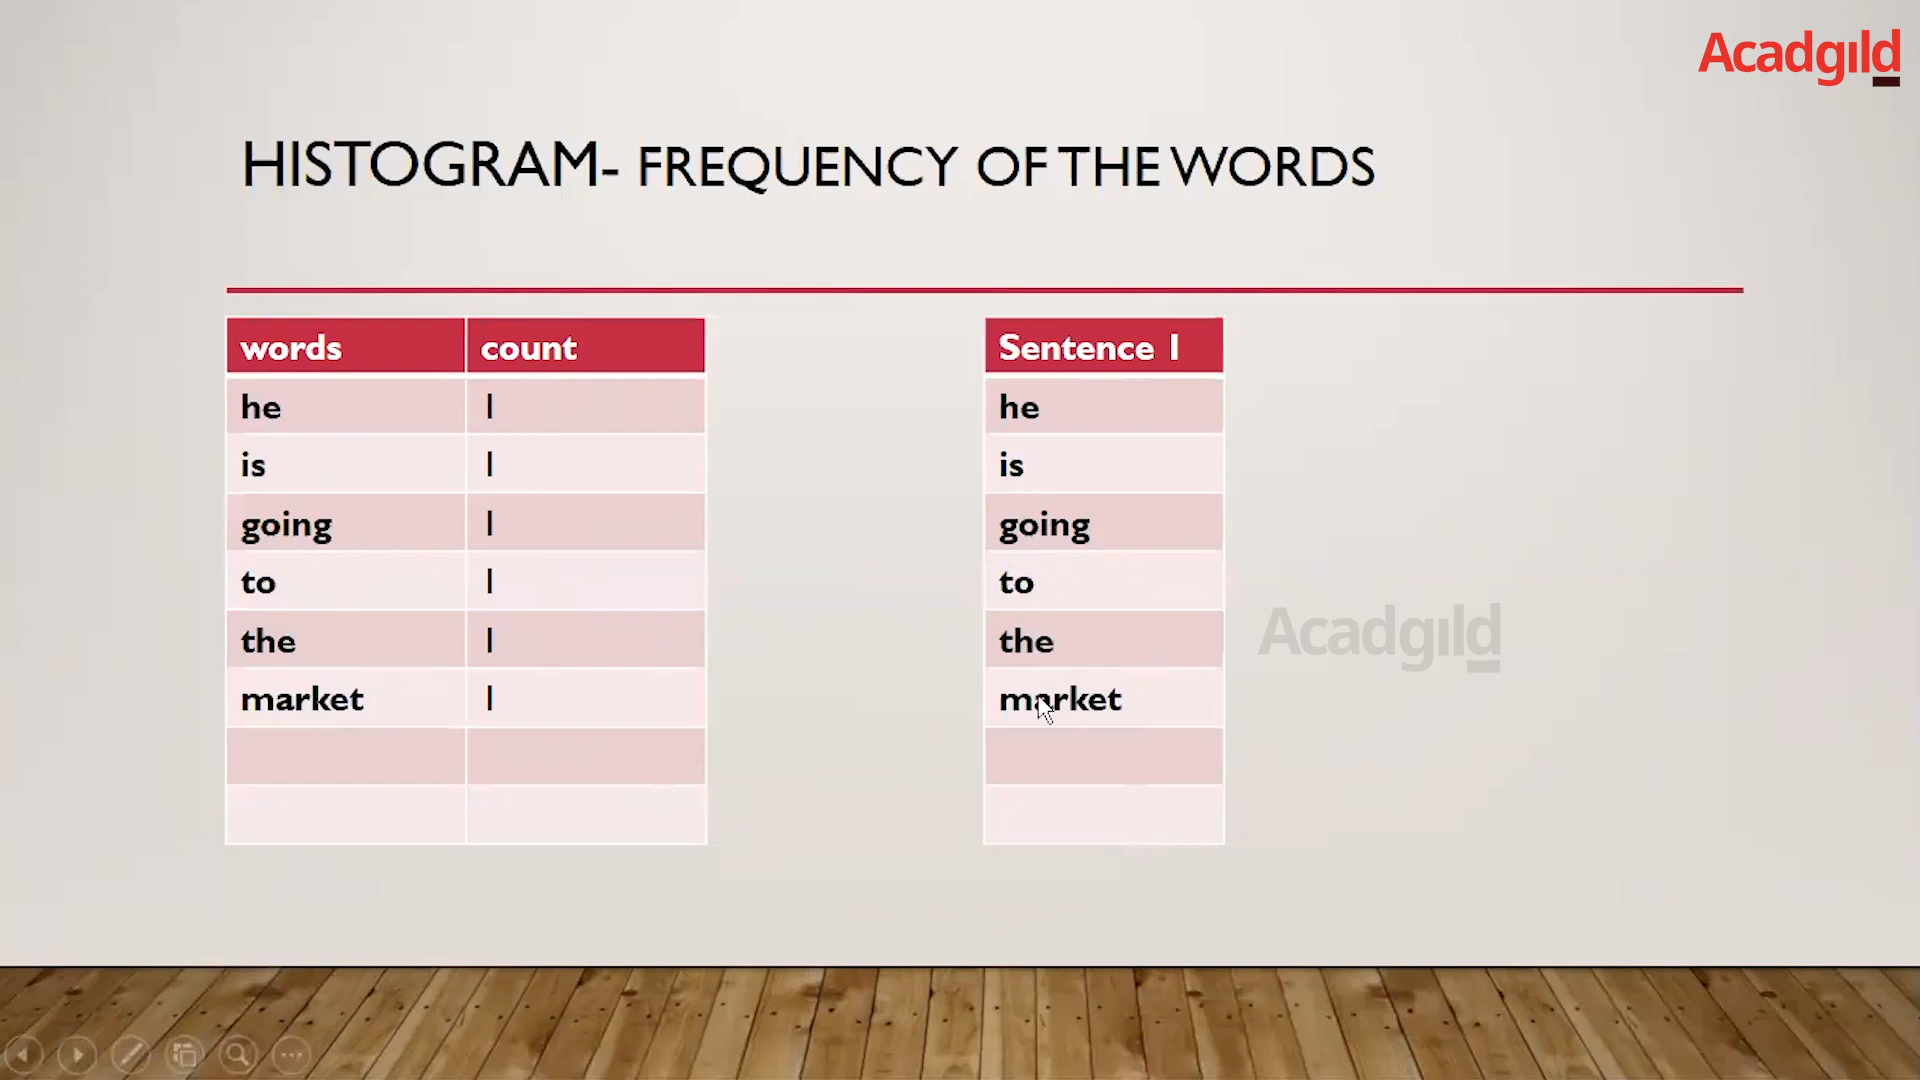 Acadgild
HISTOGRAM- FREQUENCY OF THE WORDS
words count
he 1
is 1
going 1
to 1
the 1
market 1
Sentence 1
he
is
going
to
the
market
Acadgild